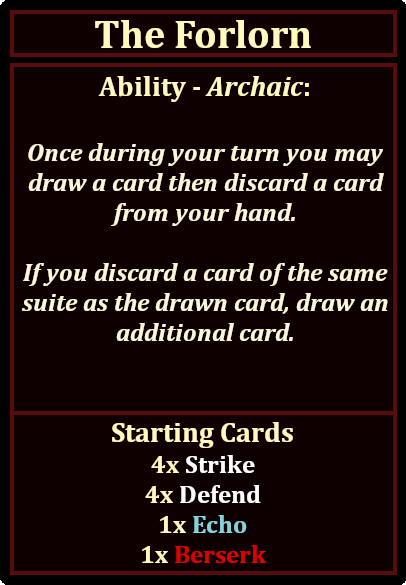 The Forlorn
Ability - Archaic:
Once during your turn you may
draw a card then discard a card
from your hand.
If you discard a card of the same
suite as the drawn card, draw an
additional card.
Starting Cards
4x Strike
4x Defend
1x Echo
1x Berserk